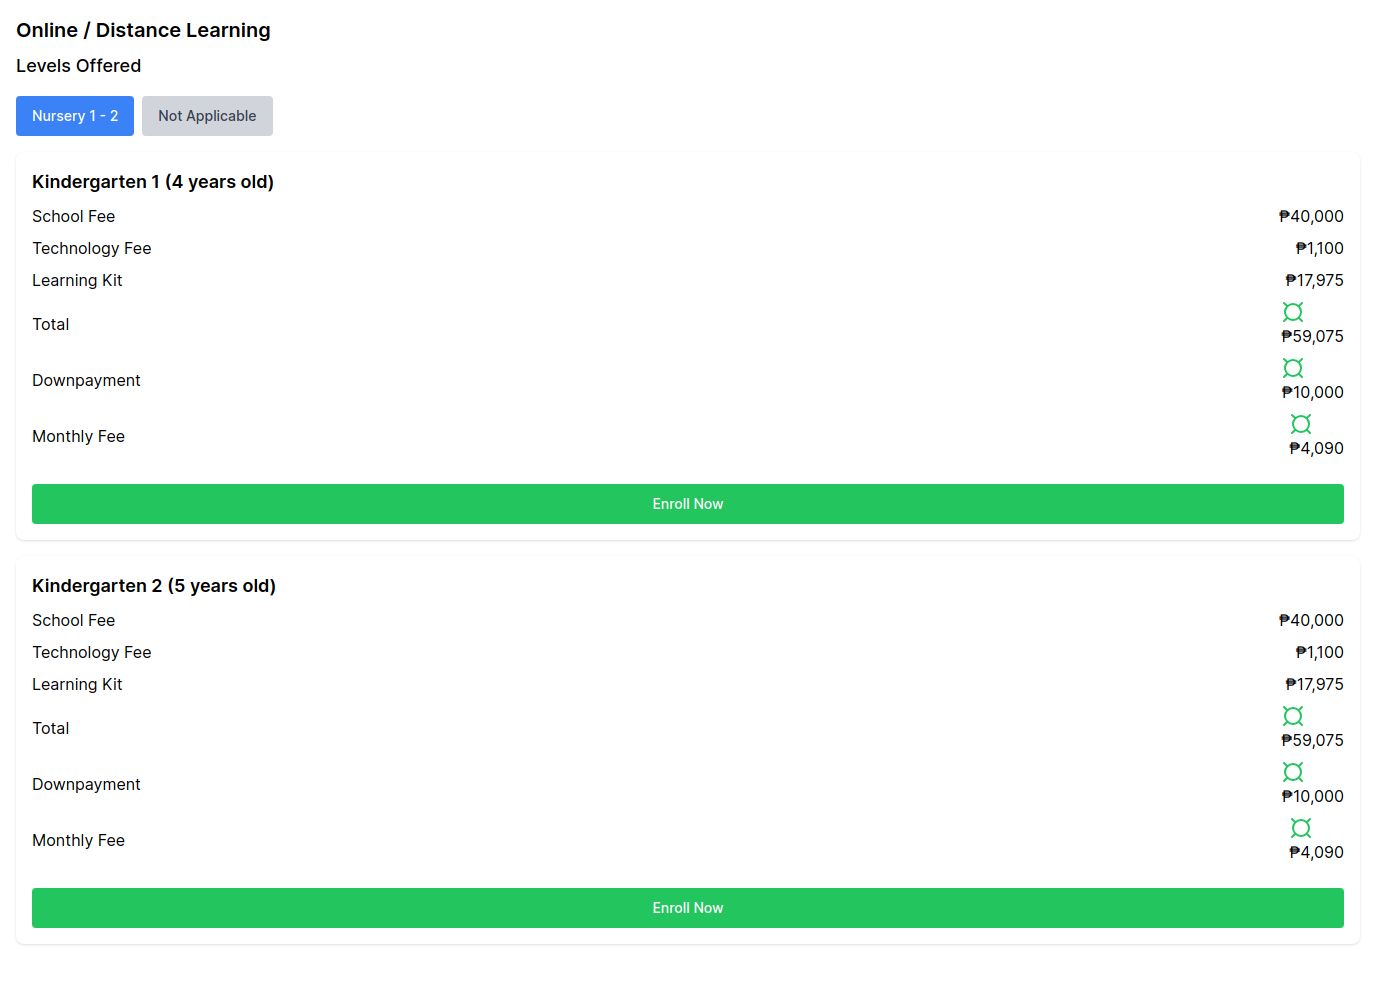 Online / Distance Learning
Levels Offered
Nursery 1 - 2 Not Applicable
Kindergarten 1 (4 years old)
School Fee ₱40,000
Technology Fee ₱1,100
Learning Kit ₱17,975
Total ₱59,075
Downpayment ₱10,000
Monthly Fee ₱4,090
Enroll Now
Kindergarten 2 (5 years old)
School Fee ₱40,000
Technology Fee ₱1,100
Learning Kit ₱17,975
Total ₱59,075
Downpayment ₱10,000
Monthly Fee ₱4,090
Enroll Now